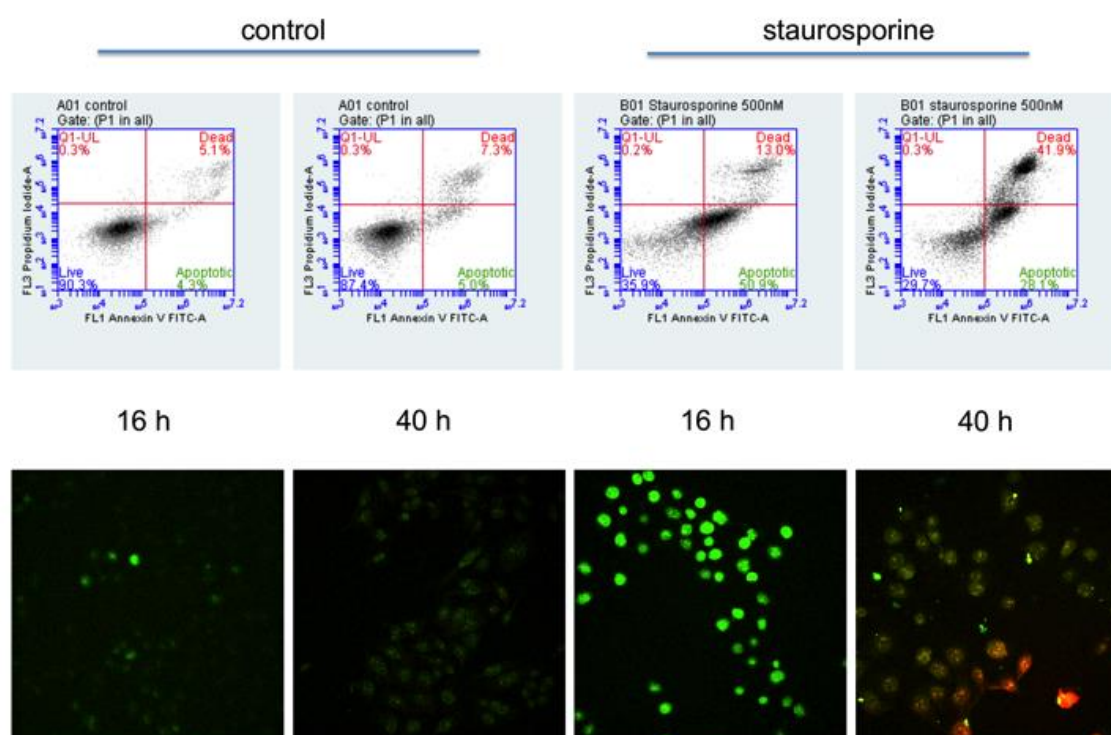 control
staurosporine
A01 control
Gate: (P1 in all)
Q1-UL
0.3%
Dead
5.1%
Live
90.3%
Apoptotic
4.3%
FL3 Propidium Iodide-A
FL1 Annexin V FITC-A
A01 control
Gate: (P1 in all)
Q1-UL
0.3%
Dead
7.3%
Live
87.4%
Apoptotic
5.0%
FL3 Propidium Iodide-A
FL1 Annexin V FITC-A
B01 Staurosporine 500nM
Gate: (P1 in all)
Q1-UL
0.2%
Dead
13.0%
Live
35.9%
Apoptotic
50.9%
FL3 Propidium Iodide-A
FL1 Annexin V FITC-A
B01 staurosporine 500nM
Gate: (P1 in all)
Q1-UL
0.3%
Dead
41.9%
Live
29.7%
Apoptotic
28.1%
FL3 Propidium Iodide-A
FL1 Annexin V FITC-A
16 h
40 h
16 h
40 h